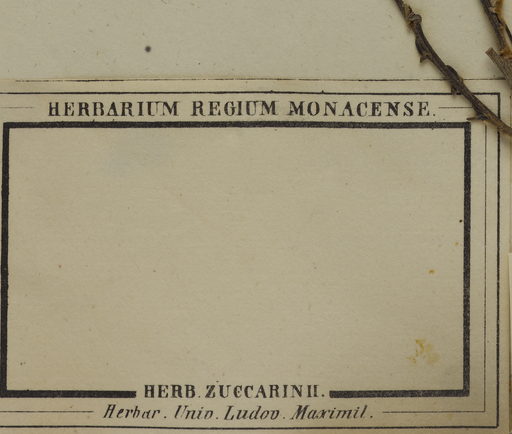 HERBARIUM REGIUM MONACENSE.
HERB. ZUCCARINII.
Herbar. Univ. Ludov. Maximil.